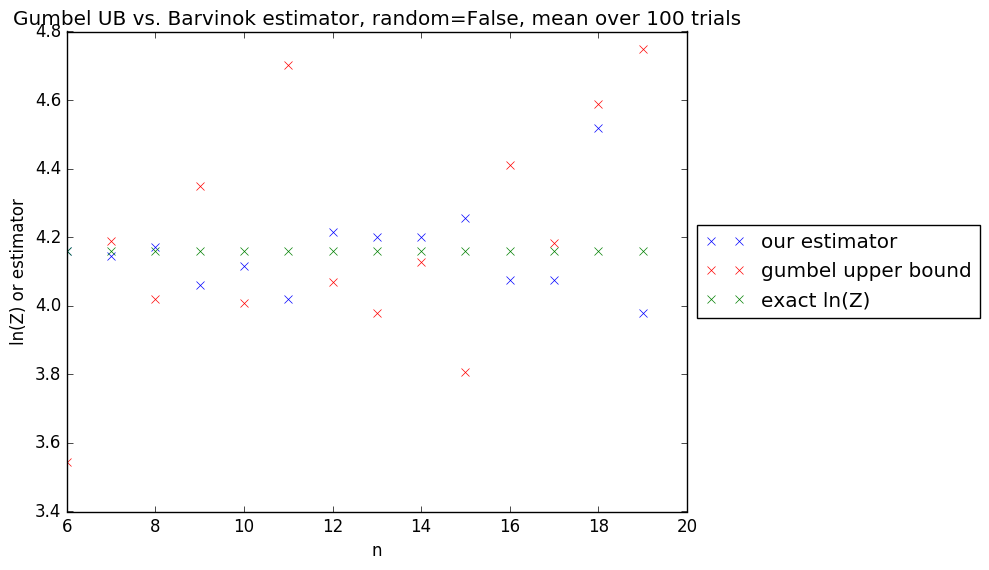 Gumbel UB vs. Barvinok estimator, random=False, mean over 100 trials
4.8
4.6
4.4
4.2
4.0
3.8
3.6
3.4
ln(Z) or estimator
6 8 10 12 14 16 18 20
n
our estimator
gumbel upper bound
exact ln(Z)